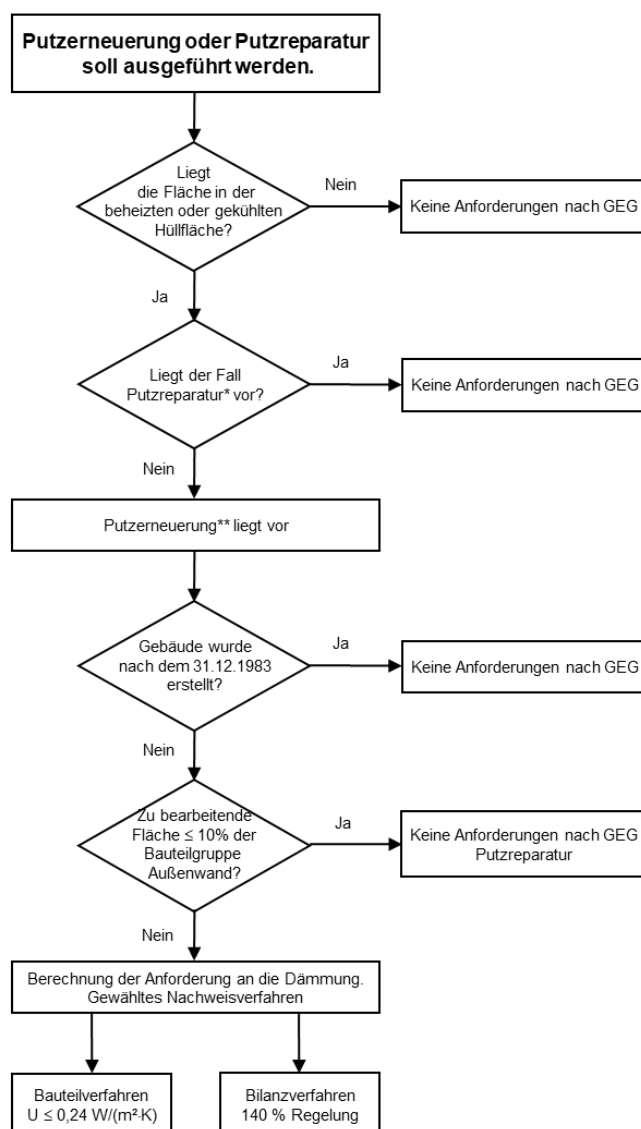 Putzerneuerung oder Putzreparatur
soll ausgeführt werden.
Liegt
die Fläche in der
beheizten oder gekühlten
Hüllfläche?
Nein
Keine Anforderungen nach GEG
Ja
Liegt der Fall
Putzreparatur* vor?
Ja
Keine Anforderungen nach GEG
Nein
Putzerneuerung** liegt vor
Gebäude wurde
nach dem 31.12.1983
erstellt?
Ja
Keine Anforderungen nach GEG
Nein
Zu bearbeitende
Fläche ≤ 10% der
Bauteilgruppe
Außenwand?
Ja
Keine Anforderungen nach GEG
Putzreparatur
Nein
Berechnung der Anforderung an die Dämmung.
Gewähltes Nachweisverfahren
Bauteilverfahren
U ≤ 0,24 W/(m²·K)
Bilanzverfahren
140 % Regelung